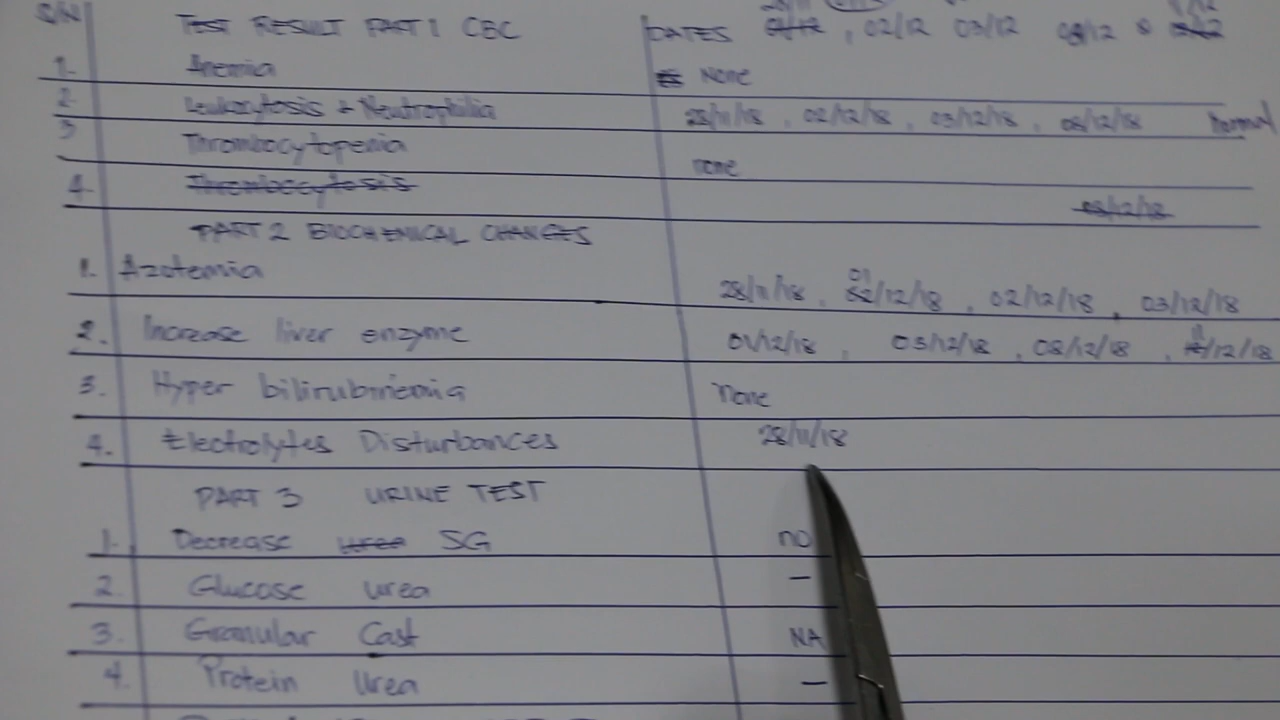 S/N TEST RESULT PART 1 CBC DATES 02/12 03/12 08/12 &
1. Anemia None
2. Leukocytosis + Neutrophilia 28/11/18, 02/12/18, 03/12/18, 08/12/18 Normal
3 Thrombocytopenia none
4. Thrombocytosis 08/12/18
PART 2 BIOCHEMICAL CHANGES
1. Azotemia 28/11/18, 01/12/18, 02/12/18, 03/12/18
2. Increase liver enzyme 01/12/18, 03/12/18, 08/12/18, 11/12/18
3. Hyper bilirubniemia None
4. Electrolytes Disturbances 28/11/18
PART 3 URINE TEST
1. Decrease SG no
2. Glucose urea –
3. Granular Cast NA
4. Protein Urea –